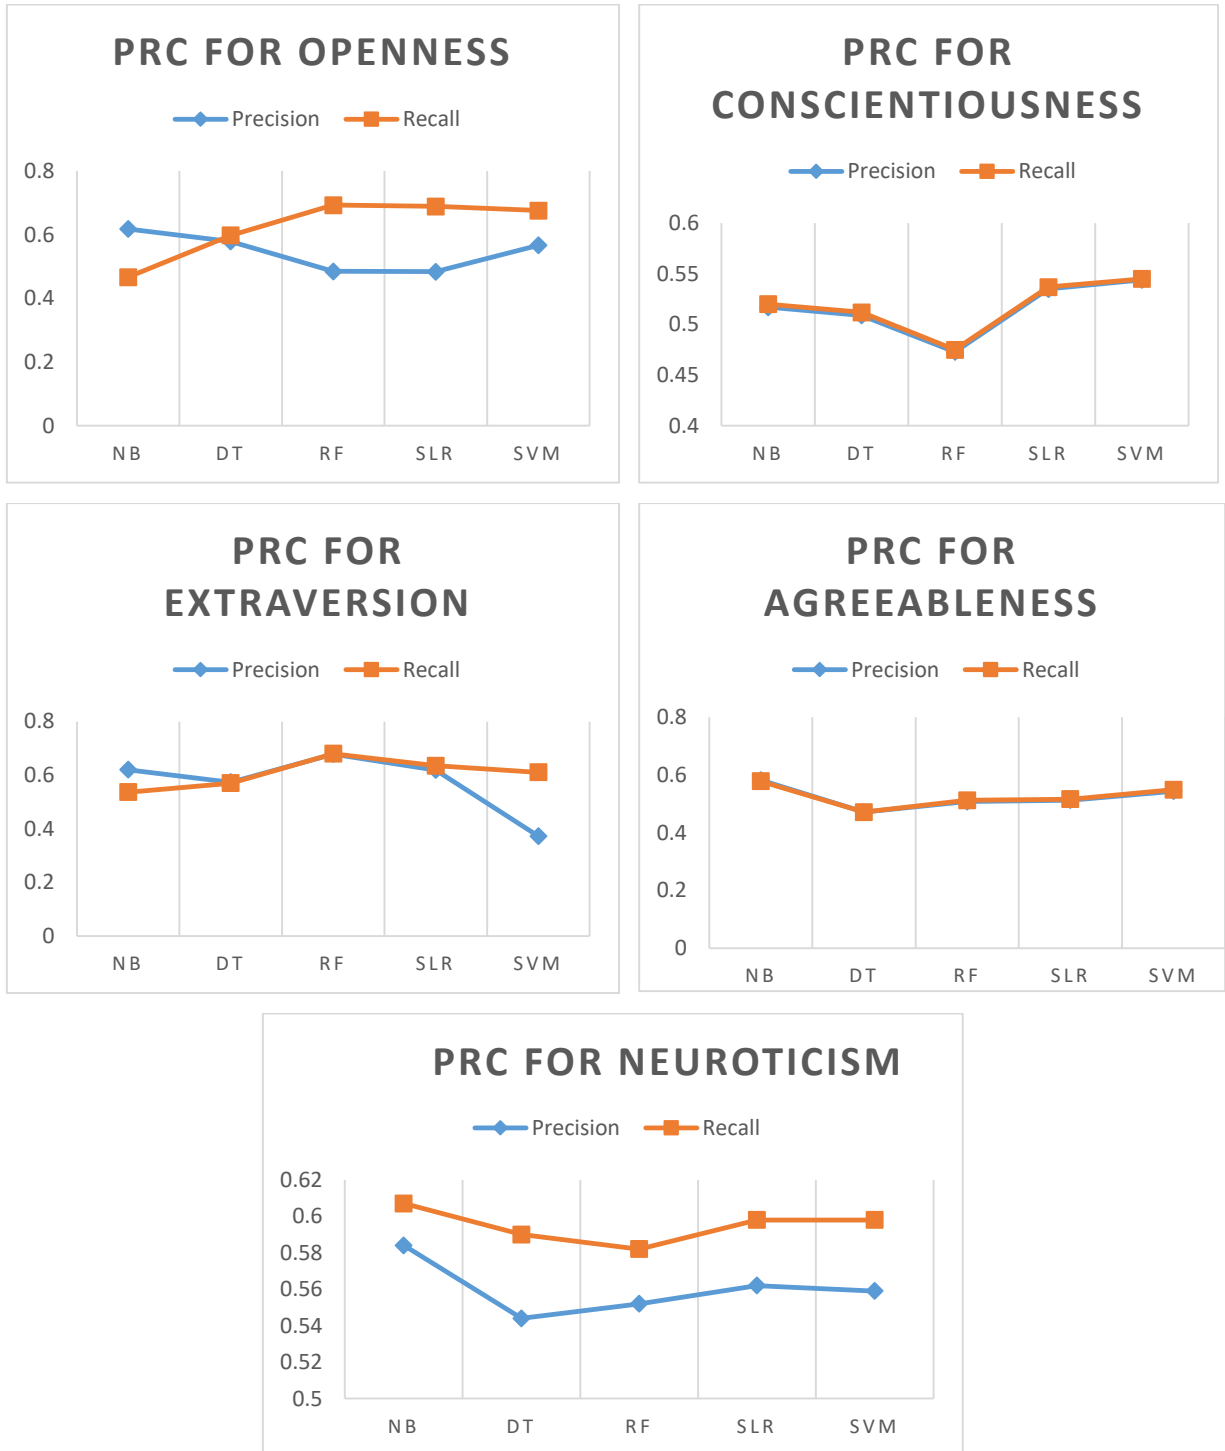 PRC FOR OPENNESS
Precision Recall
0.8
0.6
0.4
0.2
0
NB DT RF SLR SVM
PRC FOR
CONSCIENTIOUSNESS
Precision Recall
0.6
0.55
0.5
0.45
0.4
NB DT RF SLR SVM
PRC FOR
EXTRAVERSION
Precision Recall
0.8
0.6
0.4
0.2
0
NB DT RF SLR SVM
PRC FOR
AGREEABLENESS
Precision Recall
0.8
0.6
0.4
0.2
0
NB DT RF SLR SVM
PRC FOR NEUROTICISM
Precision Recall
0.62
0.6
0.58
0.56
0.54
0.52
0.5
NB DT RF SLR SVM